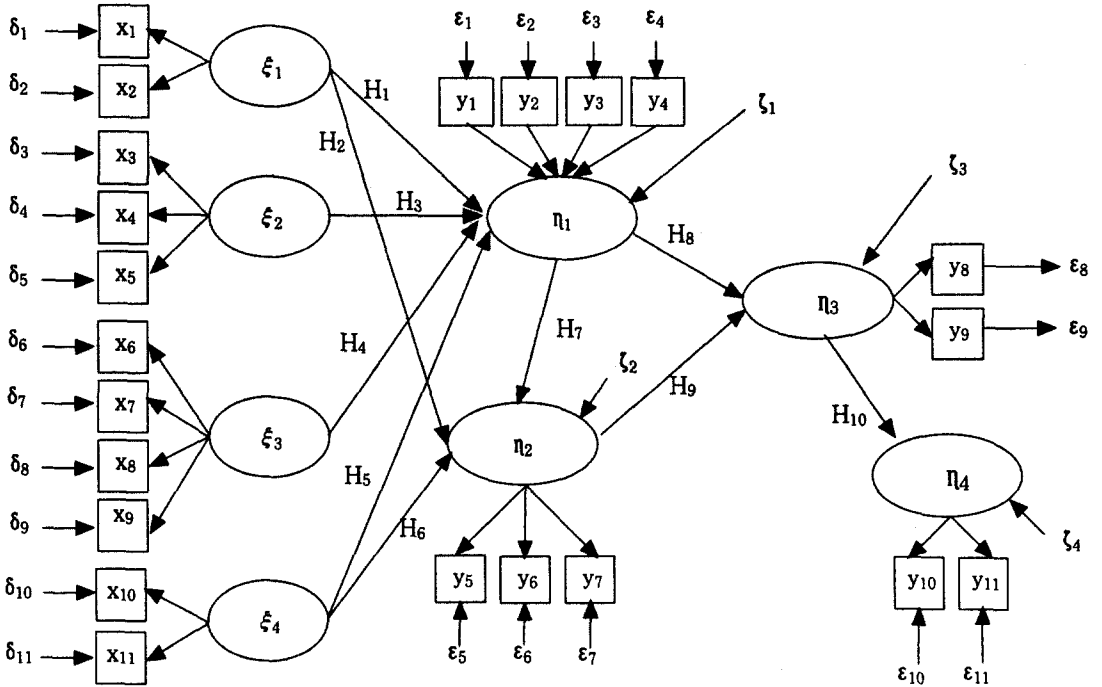 δ1 x1
δ2 x2
δ3 x3
δ4 x4
δ5 x5
δ6 x6
δ7 x7
δ8 x8
δ9 x9
δ10 x10
δ11 x11
ξ1
ξ2
ξ3
ξ4
H1
H2
H3
H4
H5
H6
ε1 ε2 ε3 ε4
y1 y2 y3 y4
ζ1
η1
H7
H8
ζ2
H9
η2
y5 y6 y7
ε5 ε6 ε7
ζ3
η3
y8 ε8
y9 ε9
H10
η4
ζ4
y10 y11
ε10 ε11